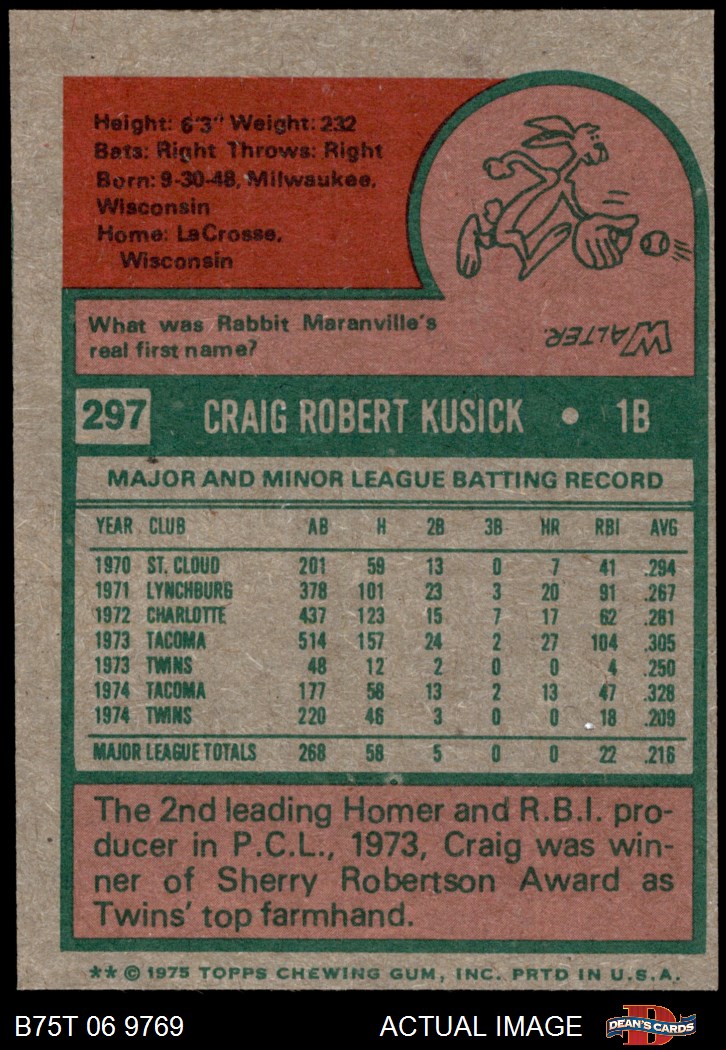 Height: 6'3" Weight: 232
Bats: Right Throws: Right
Born: 9-30-48, Milwaukee,
Wisconsin
Home: LaCrosse,
Wisconsin
What was Rabbit Maranville's
real first name?
WALTER.
297 CRAIG ROBERT KUSICK • 1B
MAJOR AND MINOR LEAGUE BATTING RECORD
YEAR CLUB AB H 2B 3B HR RBI AVG
1970 ST. CLOUD 201 59 13 0 7 41 .294
1971 LYNCHBURG 378 101 23 3 20 91 .267
1972 CHARLOTTE 437 123 15 7 17 62 .281
1973 TACOMA 514 157 24 2 27 104 .305
1973 TWINS 48 12 2 0 0 4 .250
1974 TACOMA 177 58 13 2 13 47 .328
1974 TWINS 220 46 3 0 0 18 .209
MAJOR LEAGUE TOTALS 268 58 5 0 0 22 .216
The 2nd leading Homer and R.B.I. pro-
ducer in P.C.L., 1973, Craig was win-
ner of Sherry Robertson Award as
Twins' top farmhand.
** © 1975 TOPPS CHEWING GUM, INC. PRTD IN U.S.A.
B75T 06 9769 ACTUAL IMAGE DEAN'S CARDS